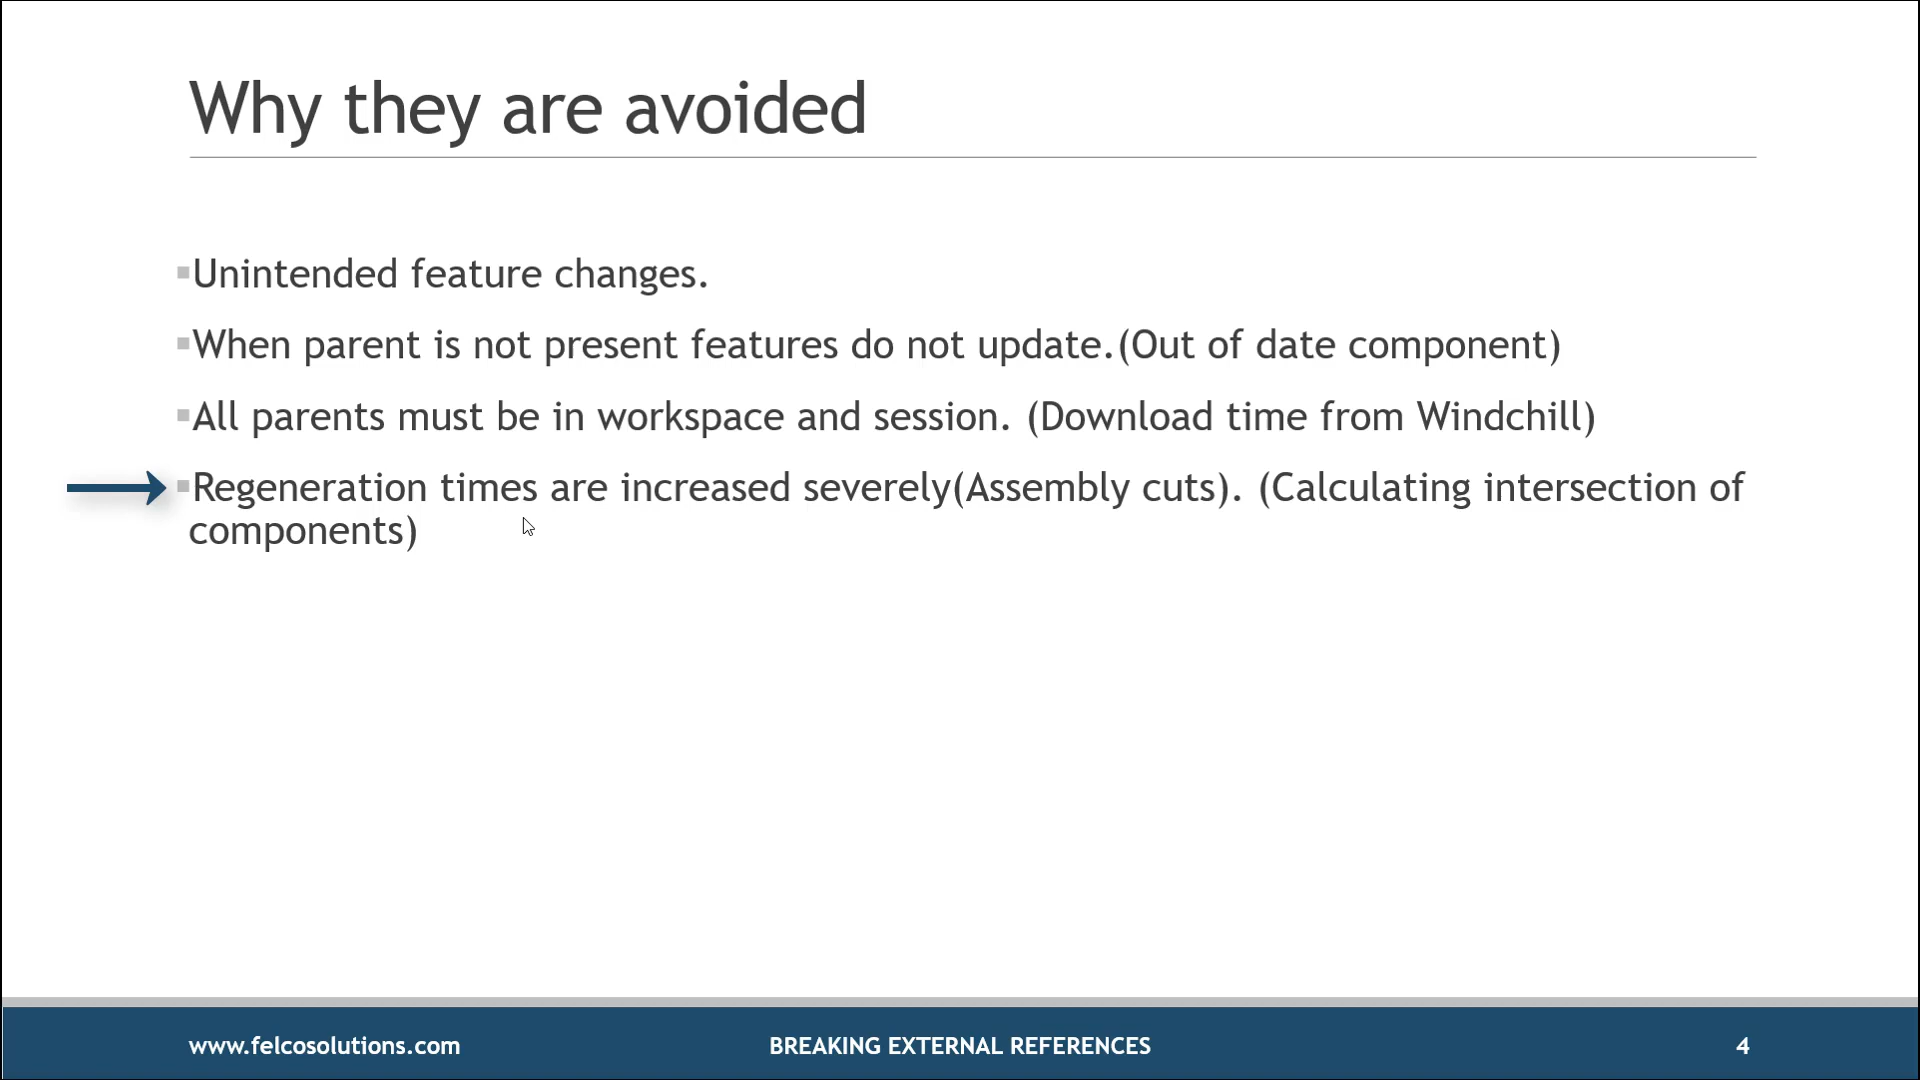 Why they are avoided
▪Unintended feature changes.
▪When parent is not present features do not update.(Out of date component)
▪All parents must be in workspace and session. (Download time from Windchill)
▪Regeneration times are increased severely(Assembly cuts). (Calculating intersection of
components)
www.felcosolutions.com
BREAKING EXTERNAL REFERENCES
4